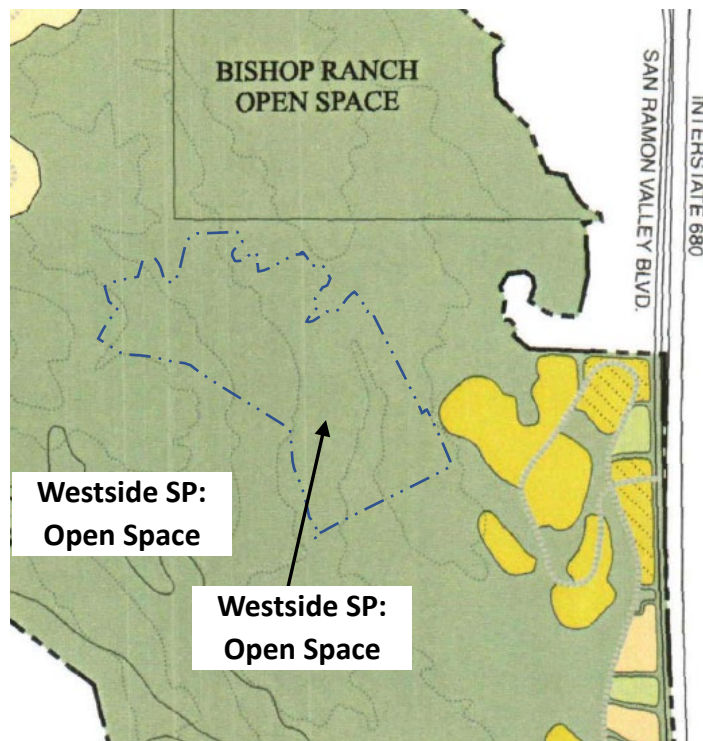 BISHOP RANCH
OPEN SPACE
SAN RAMON VALLEY BLVD.
INTERSTATE 680
Westside SP:
Open Space
Westside SP:
Open Space